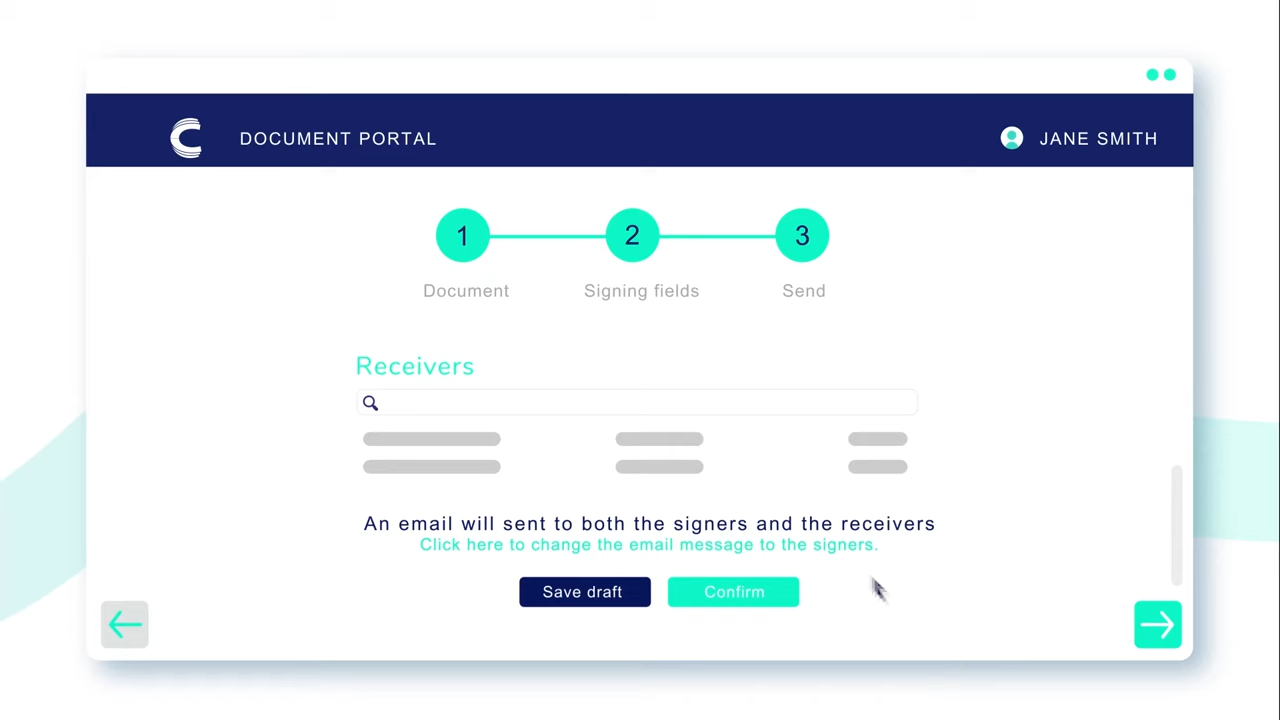 DOCUMENT PORTAL
JANE SMITH
1
2
3
Document
Signing fields
Send
Receivers
An email will sent to both the signers and the receivers
Click here to change the email message to the signers.
Save draft
Confirm